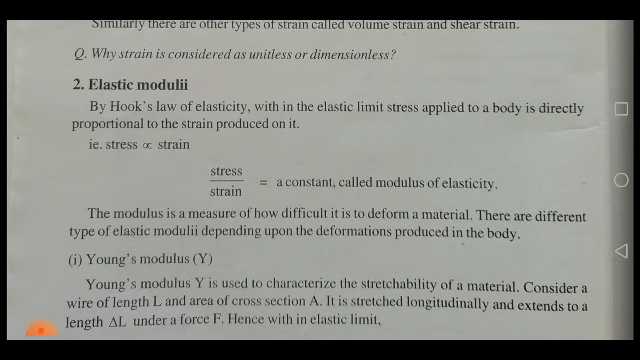 Similarly there are other types of strain called volume strain and shear strain.
Q. Why strain is considered as unitless or dimensionless?
2. Elastic modulii
By Hook's law of elasticity, with in the elastic limit stress applied to a body is directly
proportional to the strain produced on it.
ie. stress ∝ strain
stress
strain
= a constant, called modulus of elasticity.
The modulus is a measure of how difficult it is to deform a material. There are different
type of elastic modulii depending upon the deformations produced in the body.
(i) Young's modulus (Y)
Young's modulus Y is used to characterize the stretchability of a material. Consider a
wire of length L and area of cross section A. It is stretched longitudinally and extends to a
length ΔL under a force F. Hence with in elastic limit,